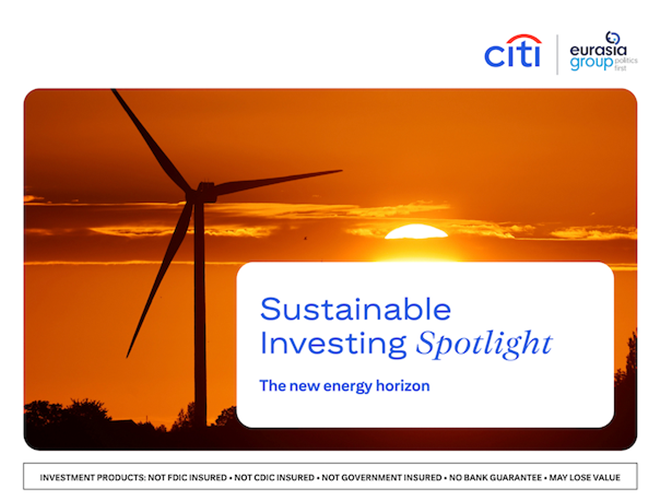 citi
eurasia
group politics
first
Sustainable
Investing Spotlight
The new energy horizon
INVESTMENT PRODUCTS: NOT FDIC INSURED • NOT CDIC INSURED • NOT GOVERNMENT INSURED • NO BANK GUARANTEE • MAY LOSE VALUE